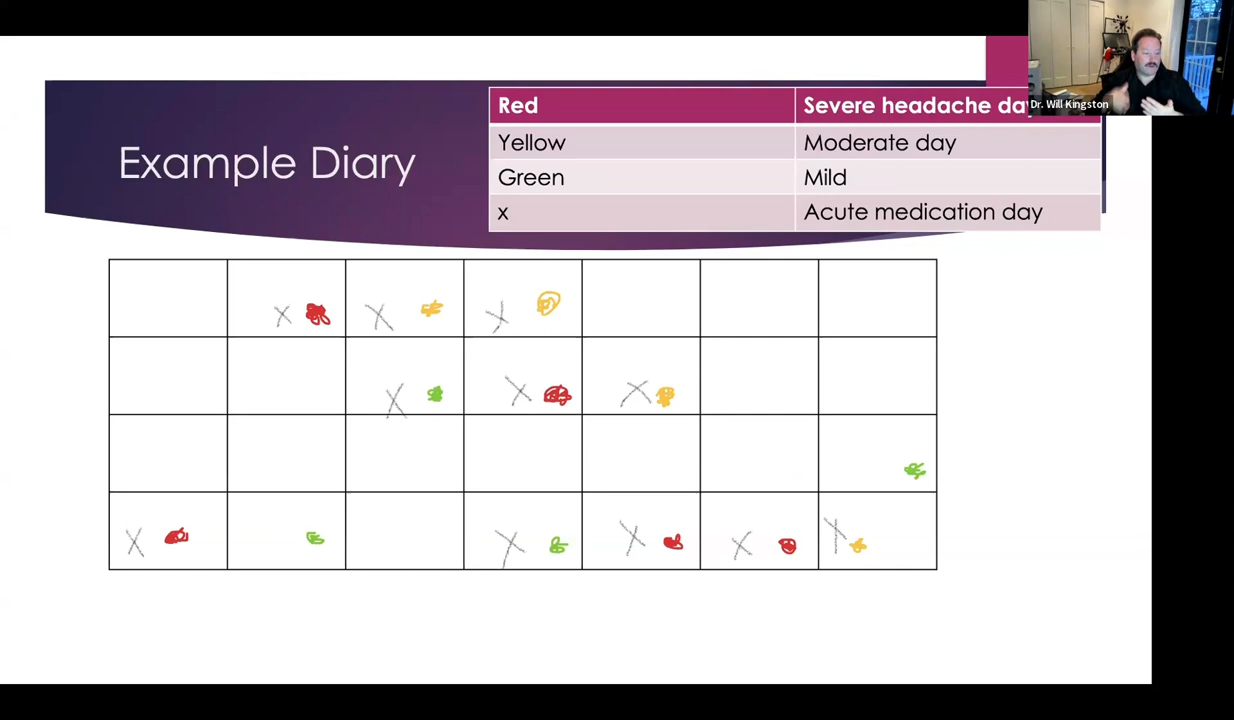 Example Diary
Red Severe headache da
Yellow Moderate day
Green Mild
x Acute medication day
Dr. Will Kingston
x x x
x x x
x x x x x